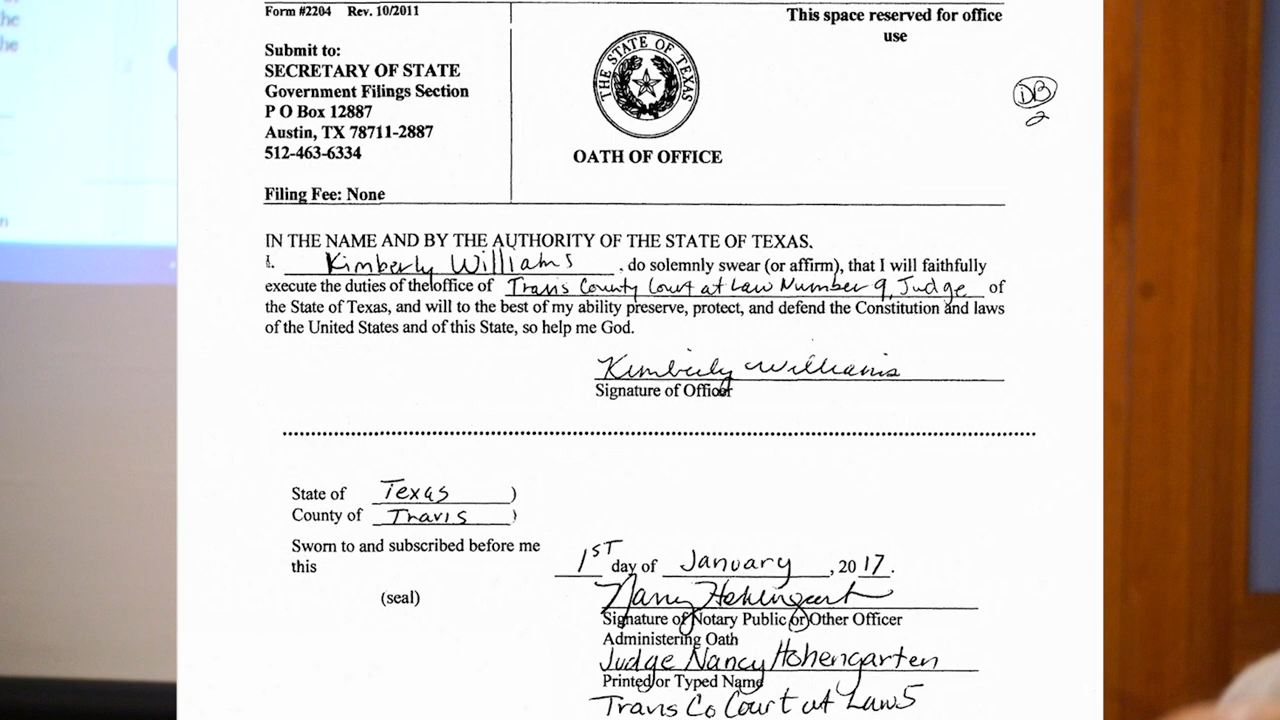 he
he
n
Form #2204 Rev. 10/2011
This space reserved for office
use
Submit to:
SECRETARY OF STATE
Government Filings Section
P O Box 12887
Austin, TX 78711-2887
512-463-6334
Filing Fee: None
THE STATE OF TEXAS
OATH OF OFFICE
DB
2
IN THE NAME AND BY THE AUTHORITY OF THE STATE OF TEXAS,
I, Kimberly Williams, do solemnly swear (or affirm), that I will faithfully
execute the duties of the office of Travis County Court at Law Number 9, Judge of
the State of Texas, and will to the best of my ability preserve, protect, and defend the Constitution and laws
of the United States and of this State, so help me God.
Kimberly Williams
Signature of Officer
State of Texas )
County of Travis )
Sworn to and subscribed before me
this 1ST day of January, 2017.
(seal)
Nancy Hohengarten
Signature of Notary Public or Other Officer
Administering Oath
Judge Nancy Hohengarten
Printed or Typed Name
Travis Co Court at Law 5